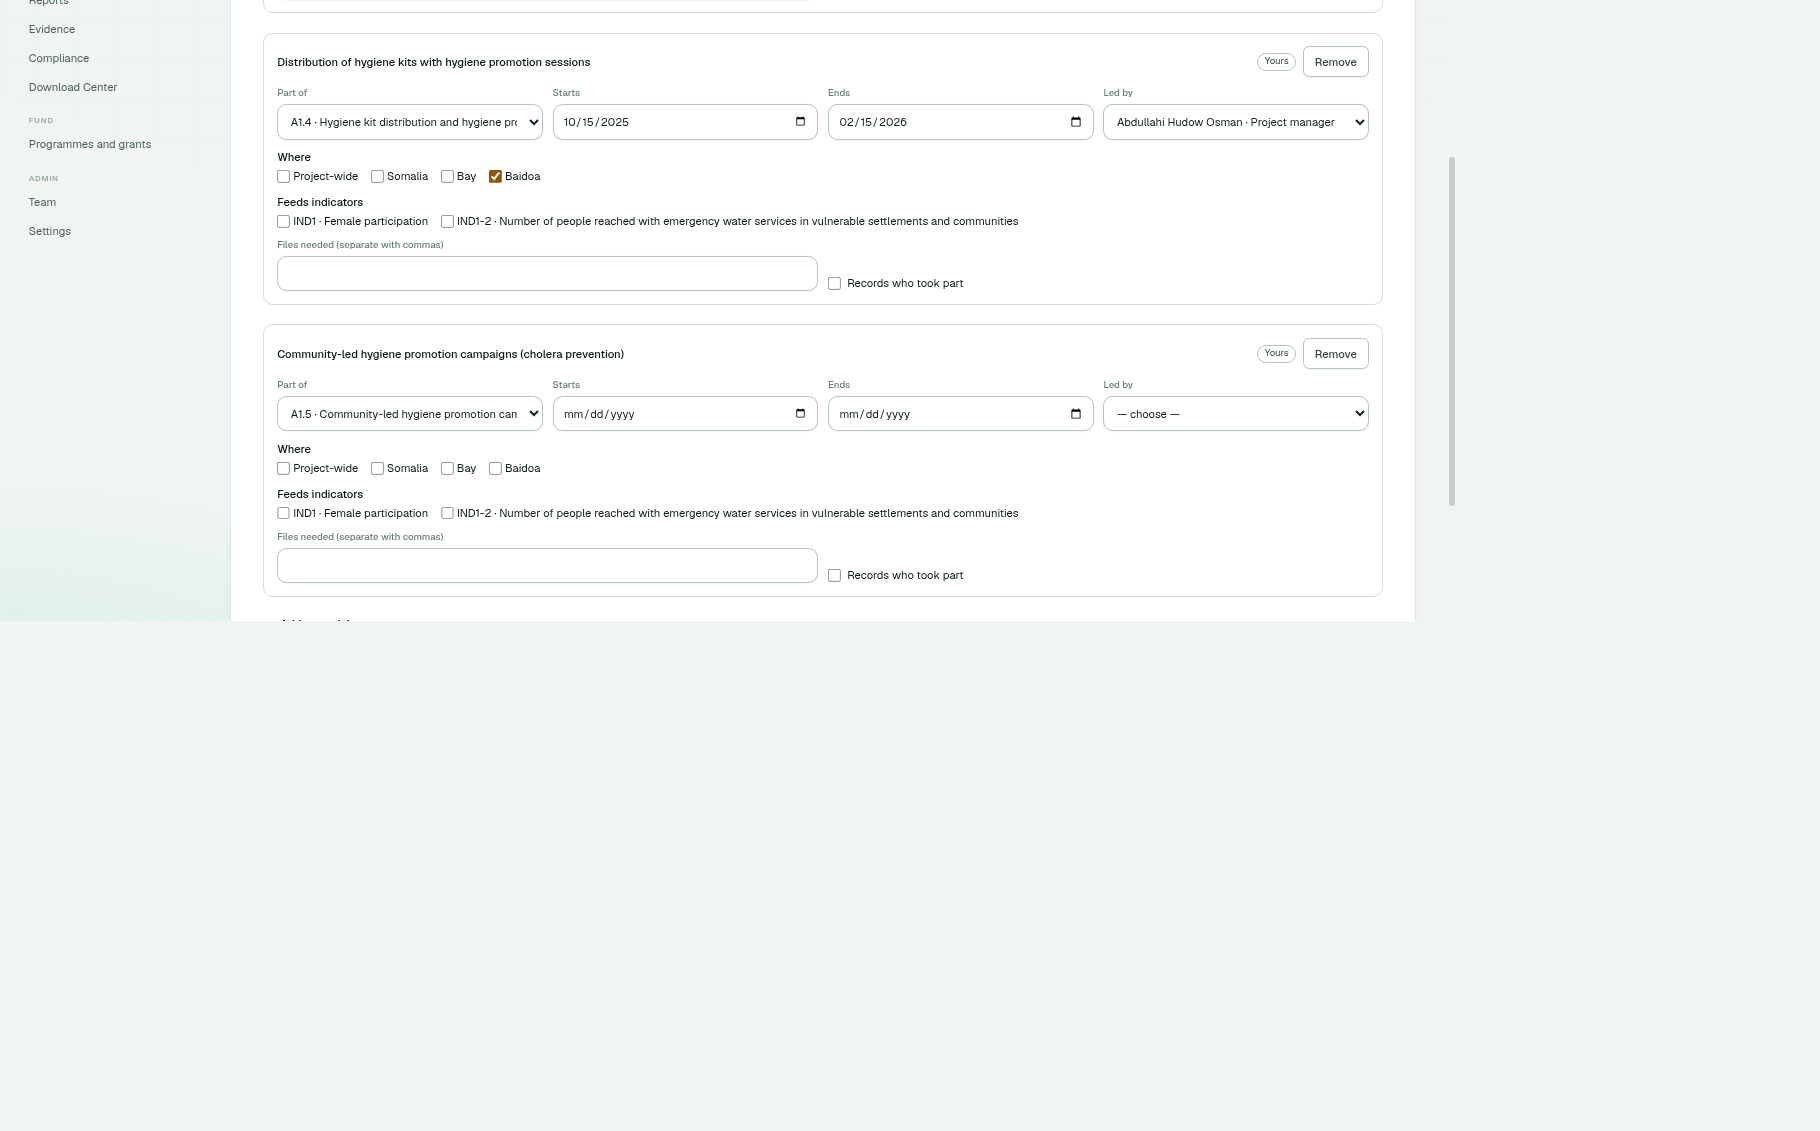 Reports
Evidence
Compliance
Download Center
FUND
Programmes and grants
ADMIN
Team
Settings
Distribution of hygiene kits with hygiene promotion sessions
Yours
Remove
Part of
Starts
Ends
Led by
A1.4 · Hygiene kit distribution and hygiene pro
10/15/2025
02/15/2026
Abdullahi Hudow Osman · Project manager
Where
Project-wide
Somalia
Bay
Baidoa
Feeds indicators
IND1 · Female participation
IND1-2 · Number of people reached with emergency water services in vulnerable settlements and communities
Files needed (separate with commas)
Records who took part
Community-led hygiene promotion campaigns (cholera prevention)
Yours
Remove
Part of
Starts
Ends
Led by
A1.5 · Community-led hygiene promotion cam
mm/dd/yyyy
mm/dd/yyyy
— choose —
Where
Project-wide
Somalia
Bay
Baidoa
Feeds indicators
IND1 · Female participation
IND1-2 · Number of people reached with emergency water services in vulnerable settlements and communities
Files needed (separate with commas)
Records who took part